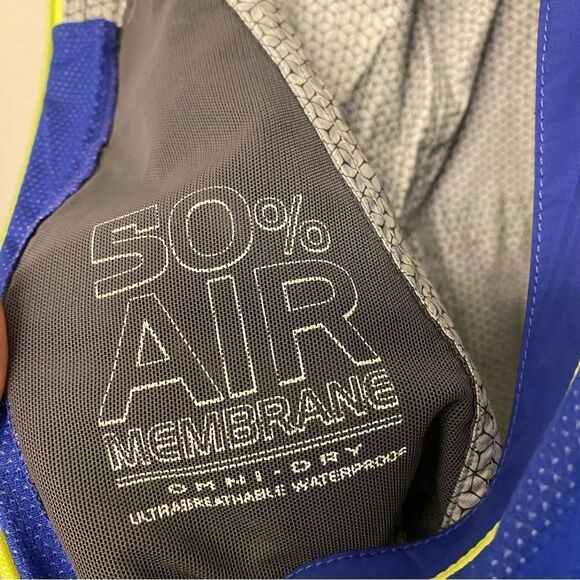 50%
AIR
MEMBRANE
OMNI-DRY
ULTRABREATHABLE WATERPROOF